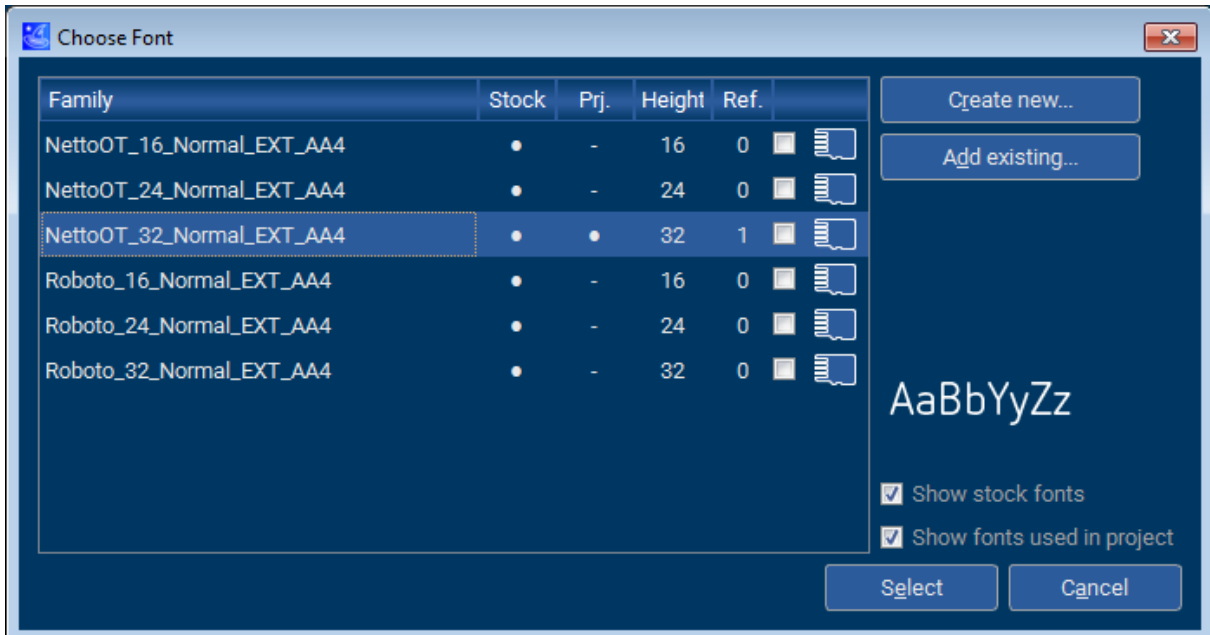 Choose Font
Family Stock Prj. Height Ref.
NettoOT_16_Normal_EXT_AA4 ● - 16 0
NettoOT_24_Normal_EXT_AA4 ● - 24 0
NettoOT_32_Normal_EXT_AA4 ● ● 32 1
Roboto_16_Normal_EXT_AA4 ● - 16 0
Roboto_24_Normal_EXT_AA4 ● - 24 0
Roboto_32_Normal_EXT_AA4 ● - 32 0
Create new...
Add existing...
AaBbYyZz
Show stock fonts
Show fonts used in project
Select Cancel